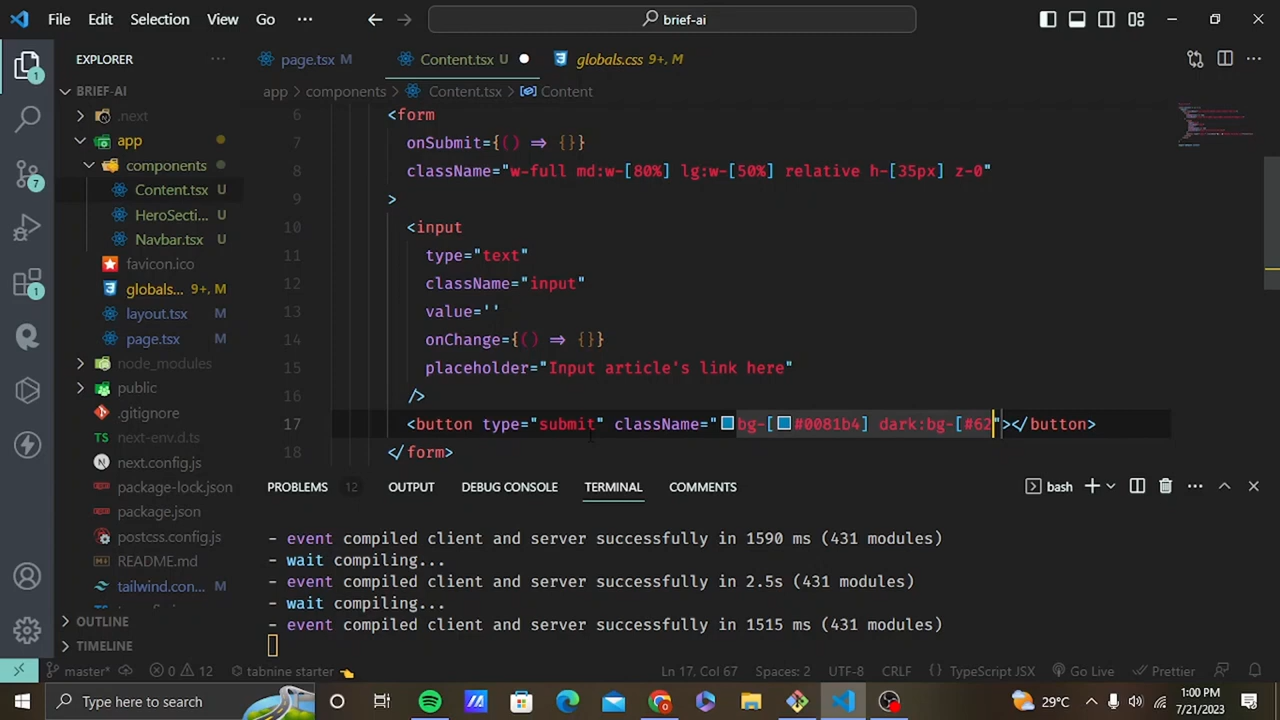 File Edit Selection View Go ··· brief-ai
EXPLORER ···
page.tsx M
Content.tsx U
globals.css 9+, M
BRIEF-AI
app > components > Content.tsx > Content
.next
app
components
Content.tsx U
HeroSecti... U
Navbar.tsx U
favicon.ico
globals... 9+, M
layout.tsx M
page.tsx M
node_modules
public
.gitignore
next-env.d.ts
next.config.js
package-lock.json
package.json
postcss.config.js
README.md
tailwind.con... M
OUTLINE
TIMELINE
6 <form
7 onSubmit={() => {}}
8 className="w-full md:w-[80%] lg:w-[50%] relative h-[35px] z-0"
9 >
10 <input
11 type="text"
12 className="input"
13 value=''
14 onChange={() => {}}
15 placeholder="Input article's link here"
16 />
17 <button type="submit" className="bg-[#0081b4] dark:bg-[#62"></button>
18 </form>
PROBLEMS 12 OUTPUT DEBUG CONSOLE TERMINAL COMMENTS bash
- event compiled client and server successfully in 1590 ms (431 modules)
- wait compiling...
- event compiled client and server successfully in 2.5s (431 modules)
- wait compiling...
- event compiled client and server successfully in 1515 ms (431 modules)
master* 0 12 tabnine starter Ln 17, Col 67 Spaces: 2 UTF-8 CRLF {} TypeScript JSX Go Live Prettier
Type here to search 29°C 1:00 PM
7/21/2023